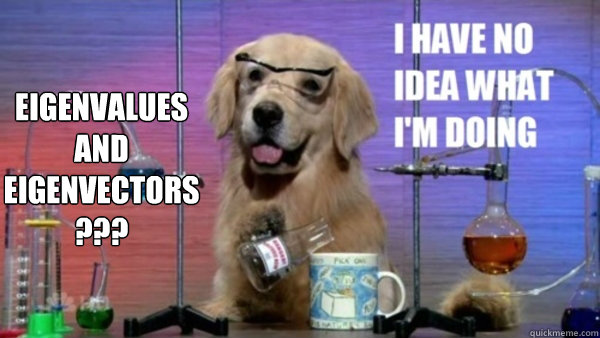 EIGENVALUES
AND
EIGENVECTORS
???
I HAVE NO
IDEA WHAT
I'M DOING
quickmeme.com